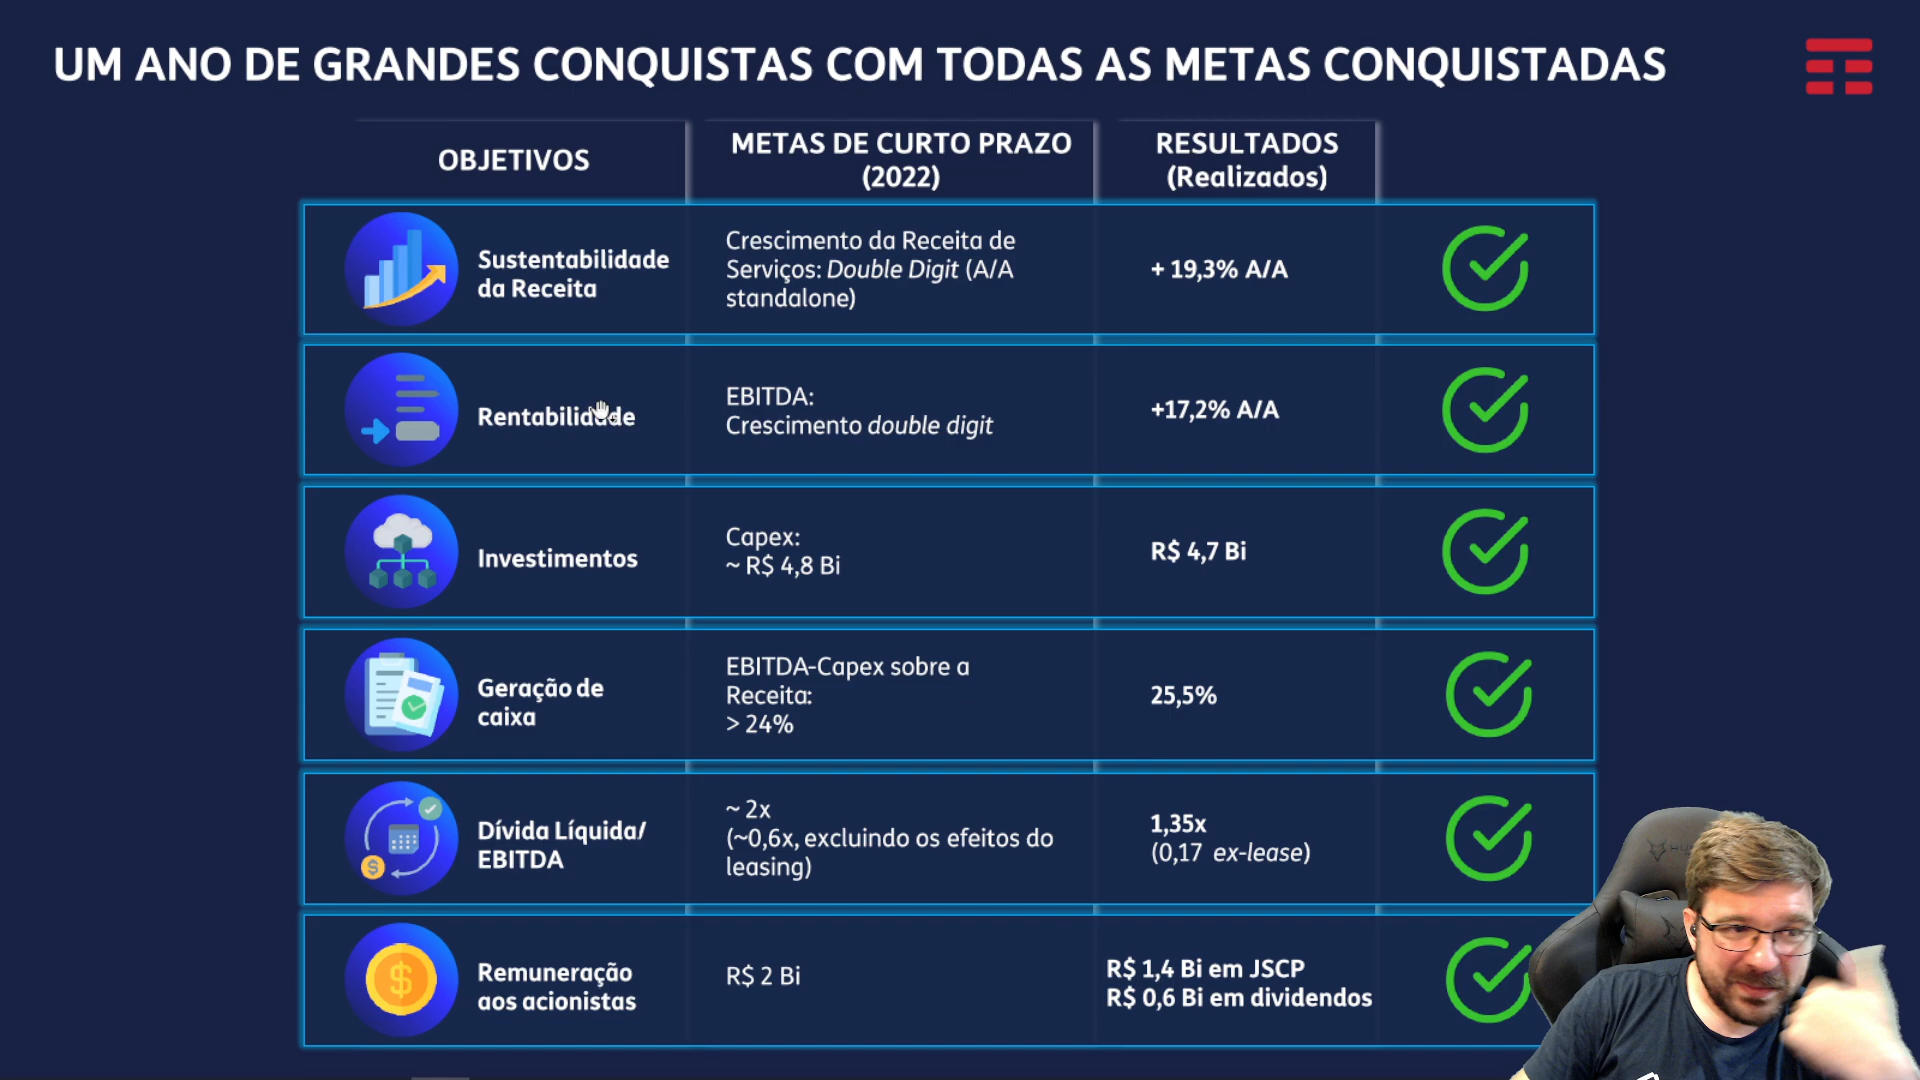 UM ANO DE GRANDES CONQUISTAS COM TODAS AS METAS CONQUISTADAS
OBJETIVOS
METAS DE CURTO PRAZO
(2022)
RESULTADOS
(Realizados)
Sustentabilidade
da Receita
Crescimento da Receita de
Serviços: Double Digit (A/A
standalone)
+ 19,3% A/A
Rentabilidade
EBITDA:
Crescimento double digit
+17,2% A/A
Investimentos
Capex:
~ R$ 4,8 Bi
R$ 4,7 Bi
Geração de
caixa
EBITDA-Capex sobre a
Receita:
> 24%
25,5%
Dívida Líquida/
EBITDA
~ 2x
(~0,6x, excluindo os efeitos do
leasing)
1,35x
(0,17 ex-lease)
Remuneração
aos acionistas
R$ 2 Bi
R$ 1,4 Bi em JSCP
R$ 0,6 Bi em dividendos